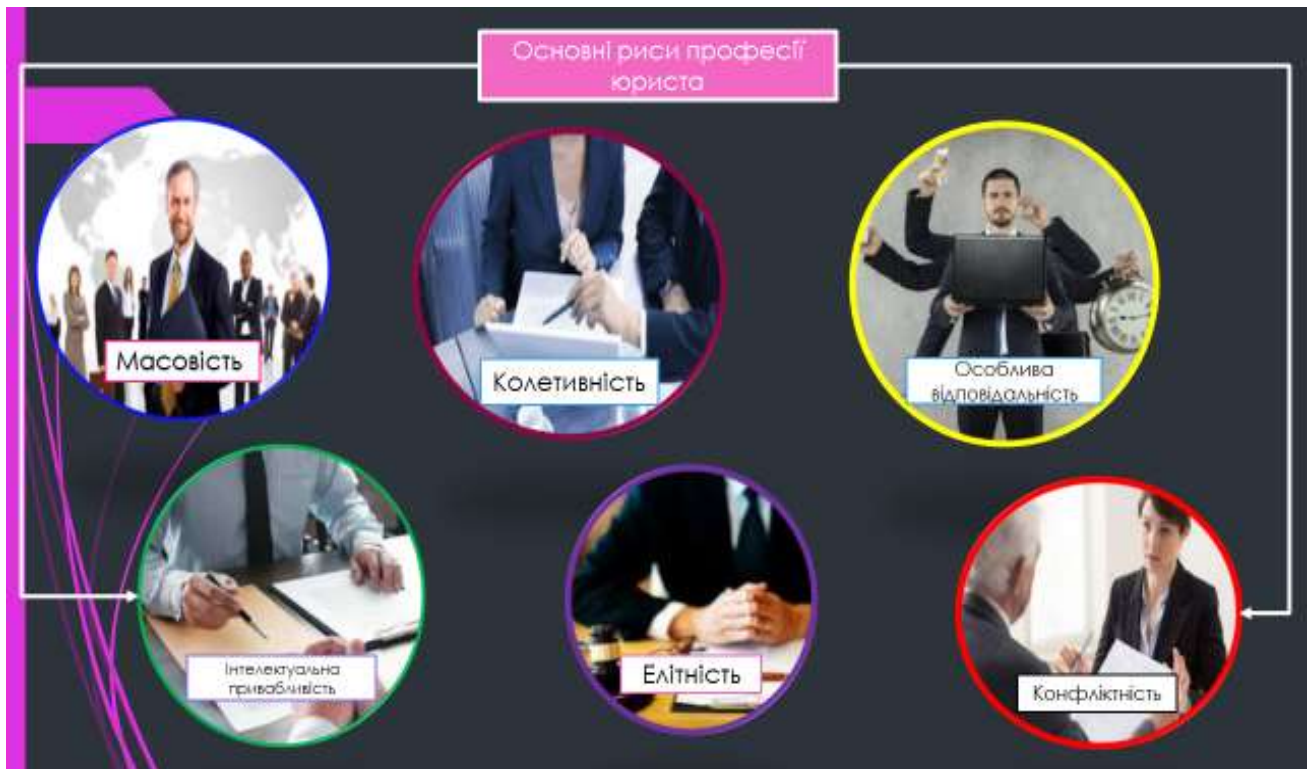 Основні риси професії
юриста
Масовість
Колетивність
Особлива
відповідальність
Інтелектуальна
привабливість
Елітність
Конфліктність